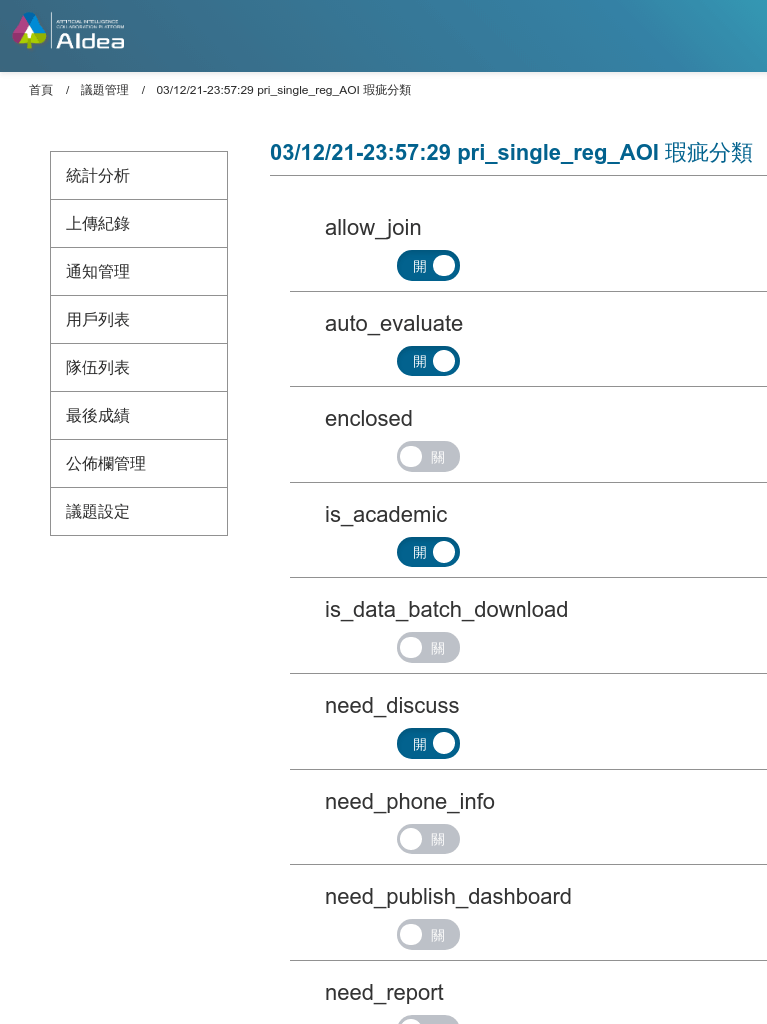 ARTIFICIAL INTELLIGENCE
COLLABORATION PLATFORM
AIdea
首頁 / 議題管理 / 03/12/21-23:57:29 pri_single_reg_AOI 瑕疵分類
統計分析
上傳紀錄
通知管理
用戶列表
隊伍列表
最後成績
公佈欄管理
議題設定
03/12/21-23:57:29 pri_single_reg_AOI 瑕疵分類
allow_join
開
auto_evaluate
開
enclosed
關
is_academic
開
is_data_batch_download
關
need_discuss
開
need_phone_info
關
need_publish_dashboard
關
need_report